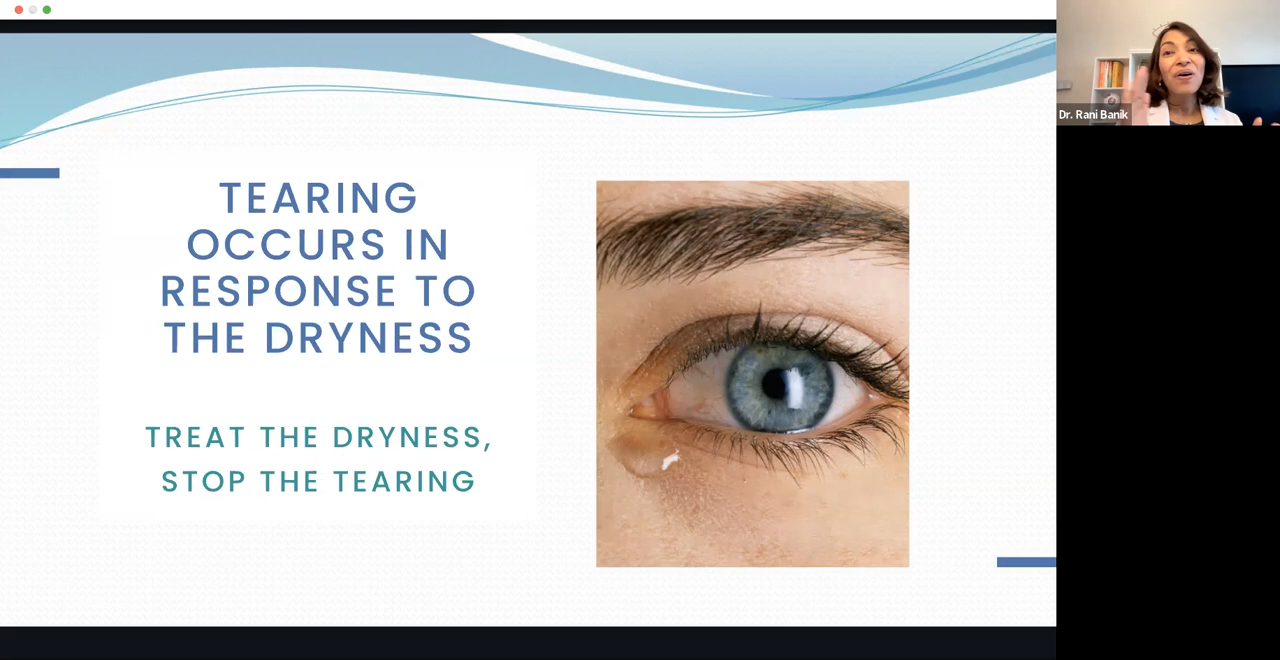 TEARING
OCCURS IN
RESPONSE TO
THE DRYNESS
TREAT THE DRYNESS,
STOP THE TEARING
Dr. Rani Banik